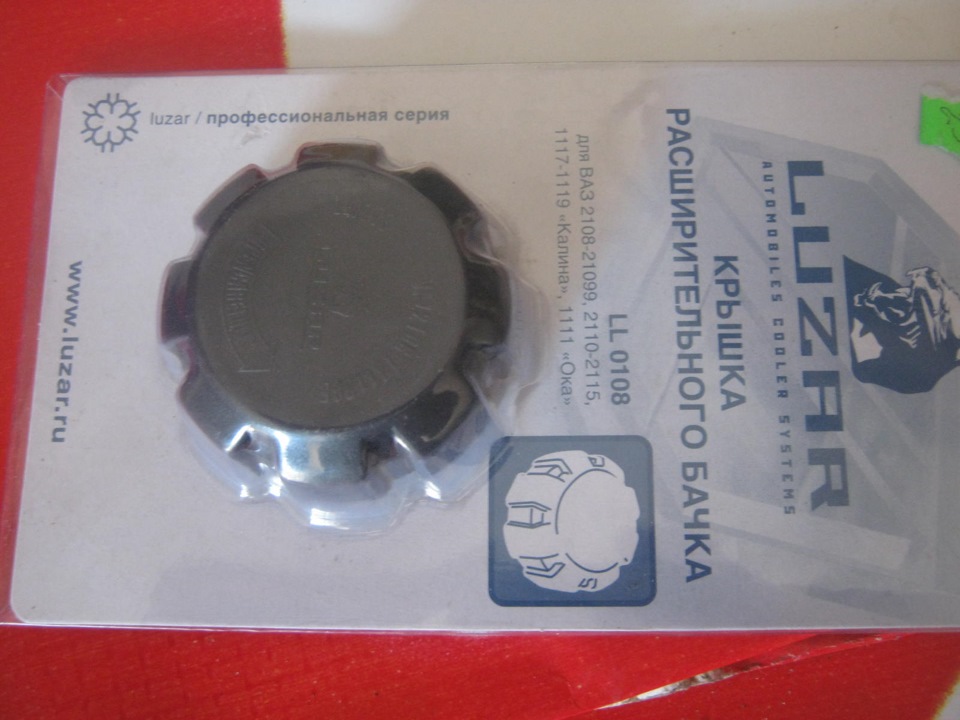 luzar / профессиональная серия
LUZAR
AUTOMOBILES COOLER SYSTEMS
КРЫШКА
РАСШИРИТЕЛЬНОГО БАЧКА
LL 0108
для ВАЗ 2108-21099, 2110-2115,
1117-1119 «Калина», 1111 «Ока»
www.luzar.ru